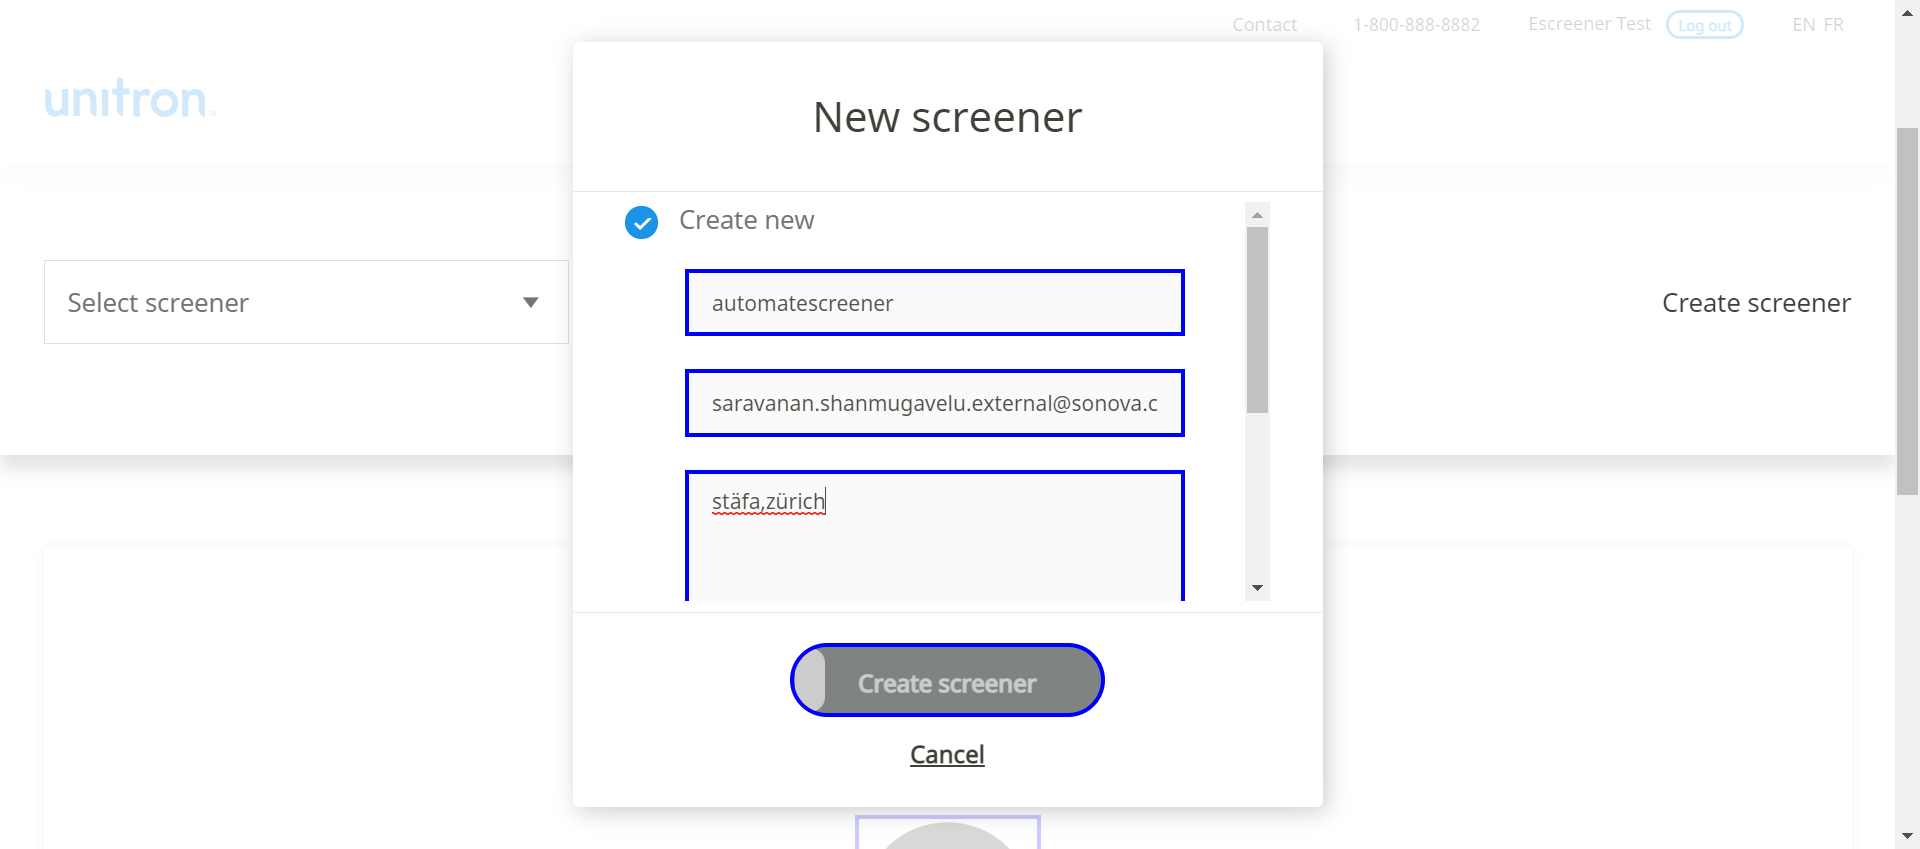 Contact 1-800-888-8882 Escreener Test Log out EN FR
unitron
New screener
Create new
Select screener
automatescreener
Create screener
saravanan.shanmugavelu.external@sonova.c
stäfa,zürich
Create screener
Cancel